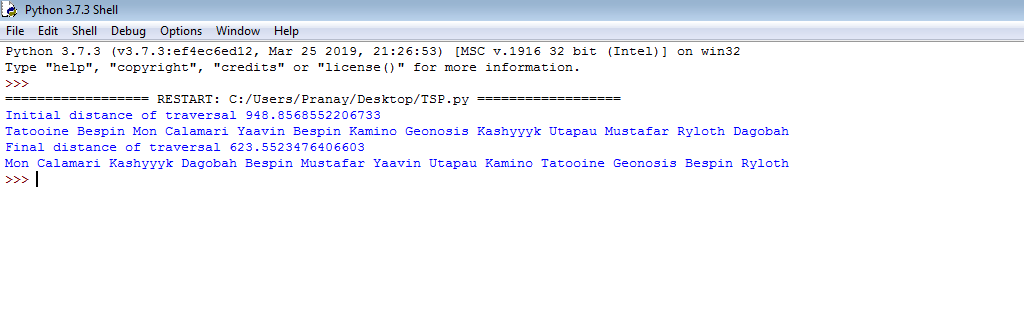 Python 3.7.3 Shell
File Edit Shell Debug Options Window Help
Python 3.7.3 (v3.7.3:ef4ec6ed12, Mar 25 2019, 21:26:53) [MSC v.1916 32 bit (Intel)] on win32
Type "help", "copyright", "credits" or "license()" for more information.
>>>
================== RESTART: C:/Users/Pranay/Desktop/TSP.py ==================
Initial distance of traversal 948.8568552206733
Tatooine Bespin Mon Calamari Yaavin Bespin Kamino Geonosis Kashyyyk Utapau Mustafar Ryloth Dagobah
Final distance of traversal 623.5523476406603
Mon Calamari Kashyyyk Dagobah Bespin Mustafar Yaavin Utapau Kamino Tatooine Geonosis Bespin Ryloth
>>>